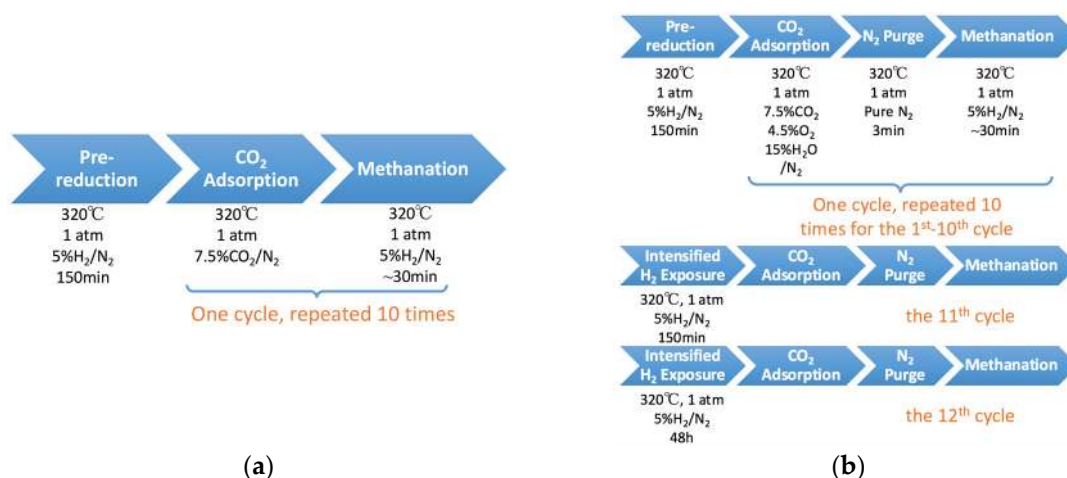 Pre-
reduction
CO₂
Adsorption
Methanation
320℃
1 atm
5%H₂/N₂
150min
320℃
1 atm
7.5%CO₂/N₂
320℃
1 atm
5%H₂/N₂
~30min
One cycle, repeated 10 times
(a)
Pre-
reduction
CO₂
Adsorption
N₂ Purge
Methanation
320℃
1 atm
5%H₂/N₂
150min
320℃
1 atm
7.5%CO₂
4.5%O₂
15%H₂O
/N₂
320℃
1 atm
Pure N₂
3min
320℃
1 atm
5%H₂/N₂
~30min
One cycle, repeated 10
times for the 1ˢᵗ-10ᵗʰ cycle
Intensified
H₂ Exposure
CO₂
Adsorption
N₂
Purge
Methanation
320℃, 1 atm
5%H₂/N₂
150min
the 11ᵗʰ cycle
Intensified
H₂ Exposure
CO₂
Adsorption
N₂
Purge
Methanation
320℃, 1 atm
5%H₂/N₂
48h
the 12ᵗʰ cycle
(b)